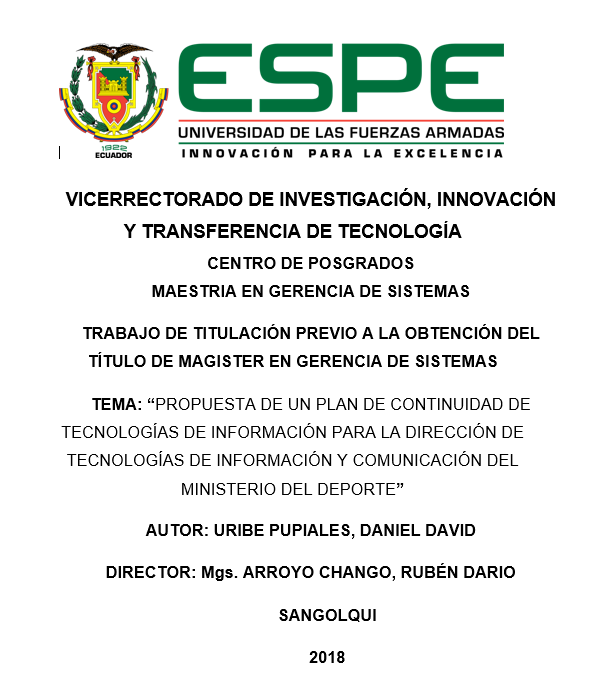 ESPE
UNIVERSIDAD DE LAS FUERZAS ARMADAS
INNOVACIÓN PARA LA EXCELENCIA
1922
ECUADOR
VICERRECTORADO DE INVESTIGACIÓN, INNOVACIÓN
Y TRANSFERENCIA DE TECNOLOGÍA
CENTRO DE POSGRADOS
MAESTRIA EN GERENCIA DE SISTEMAS
TRABAJO DE TITULACIÓN PREVIO A LA OBTENCIÓN DEL
TÍTULO DE MAGISTER EN GERENCIA DE SISTEMAS
TEMA: “PROPUESTA DE UN PLAN DE CONTINUIDAD DE
TECNOLOGÍAS DE INFORMACIÓN PARA LA DIRECCIÓN DE
TECNOLOGÍAS DE INFORMACIÓN Y COMUNICACIÓN DEL
MINISTERIO DEL DEPORTE”
AUTOR: URIBE PUPIALES, DANIEL DAVID
DIRECTOR: Mgs. ARROYO CHANGO, RUBÉN DARIO
SANGOLQUI
2018